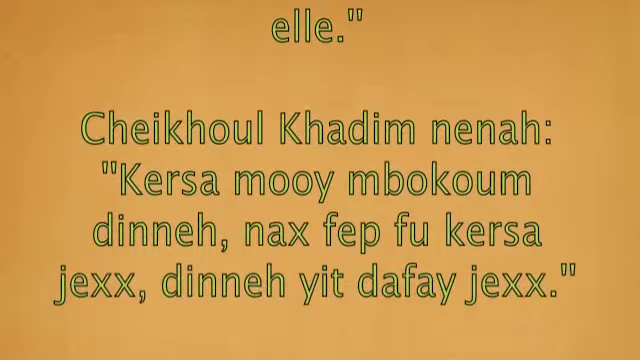 elle."
Cheikhoul Khadim nenah:
"Kersa mooy mbokoum
dinneh, nax fep fu kersa
jexx, dinneh yit dafay jexx."